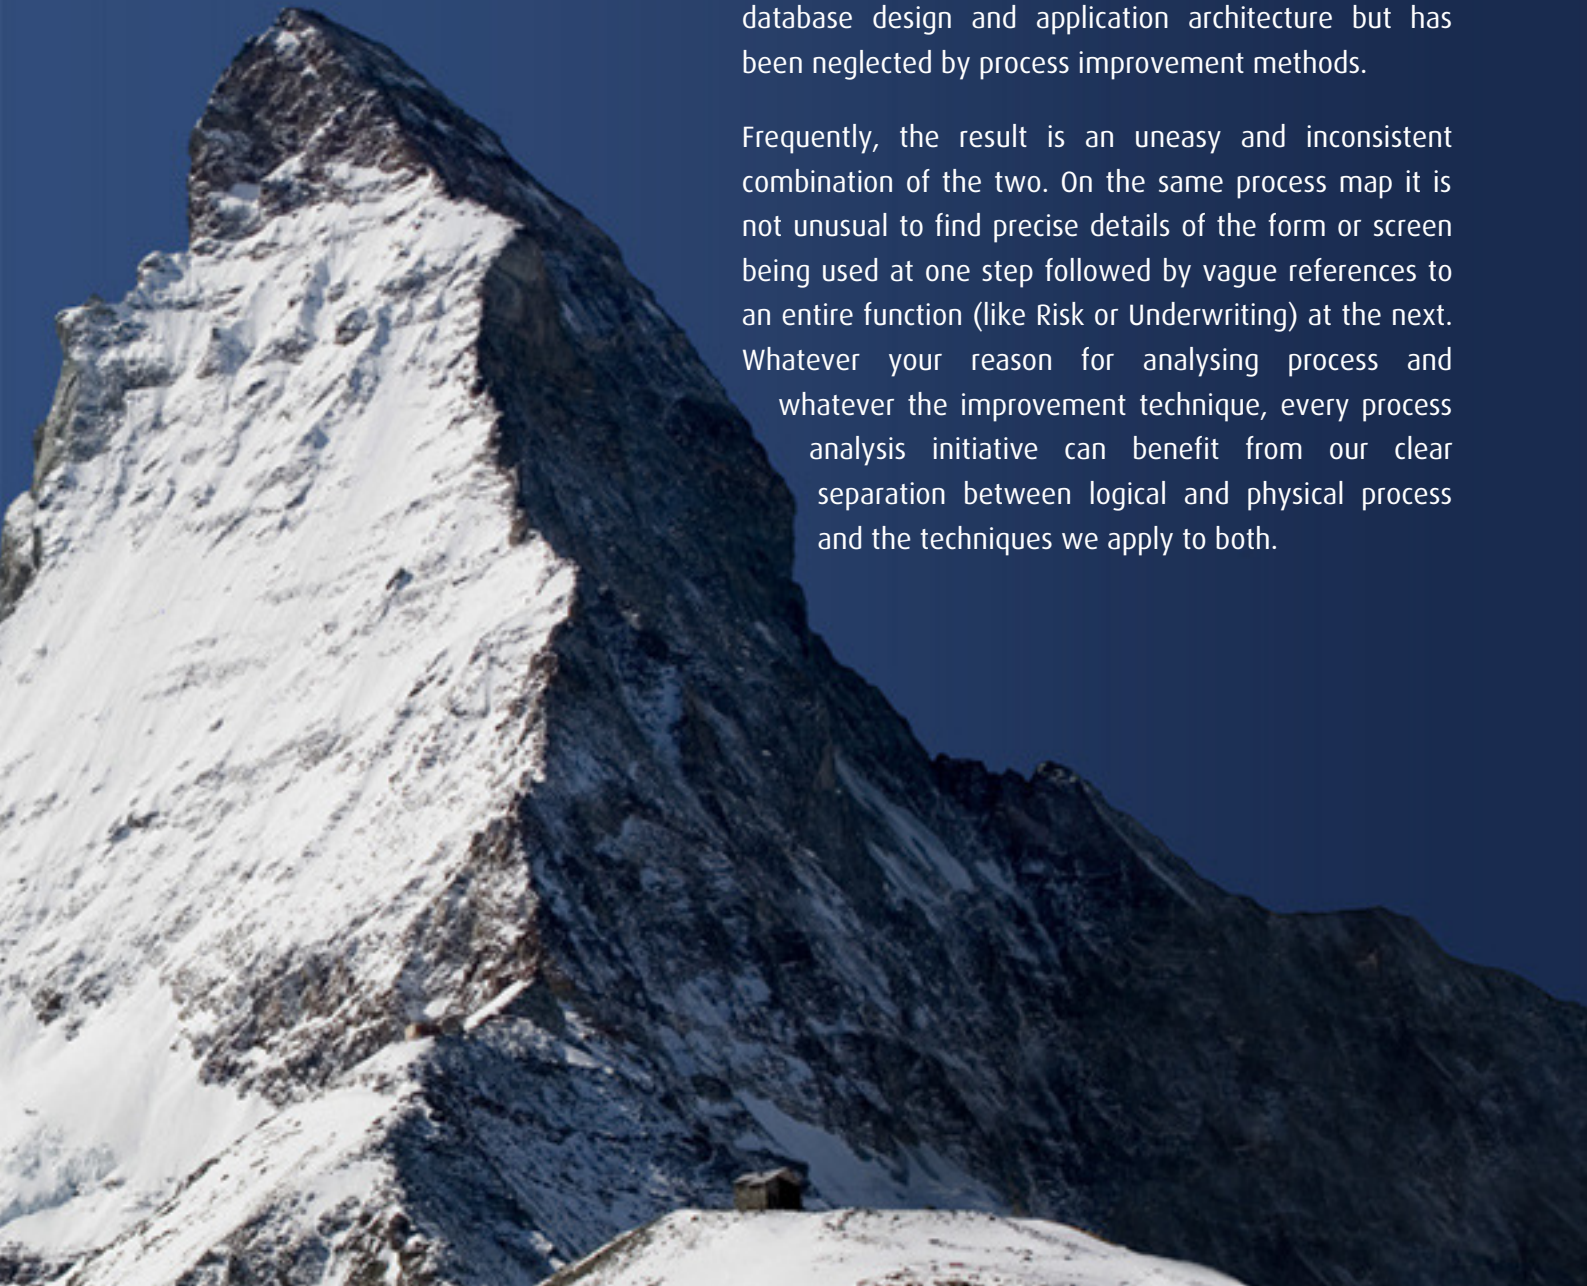 database design and application architecture but has
been neglected by process improvement methods.
Frequently, the result is an uneasy and inconsistent
combination of the two. On the same process map it is
not unusual to find precise details of the form or screen
being used at one step followed by vague references to
an entire function (like Risk or Underwriting) at the next.
Whatever your reason for analysing process and
whatever the improvement technique, every process
analysis initiative can benefit from our clear
separation between logical and physical process
and the techniques we apply to both.